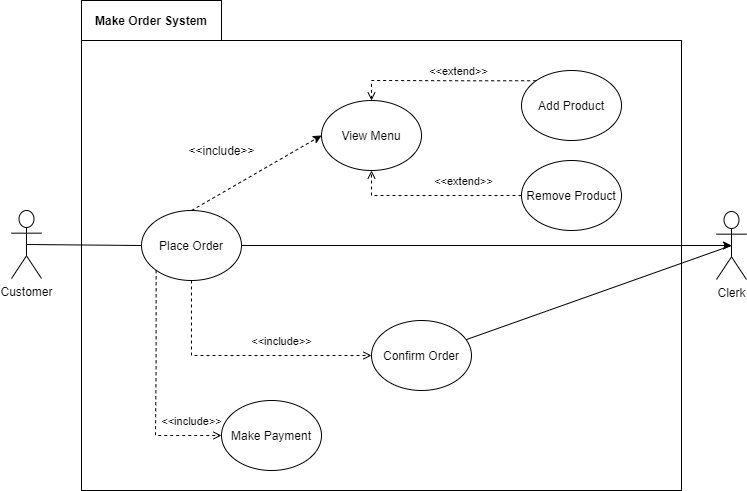 Make Order System
<<extend>>
Add Product
View Menu
<<include>>
<<extend>>
Remove Product
Place Order
Customer
Clerk
<<include>>
Confirm Order
<<include>>
Make Payment